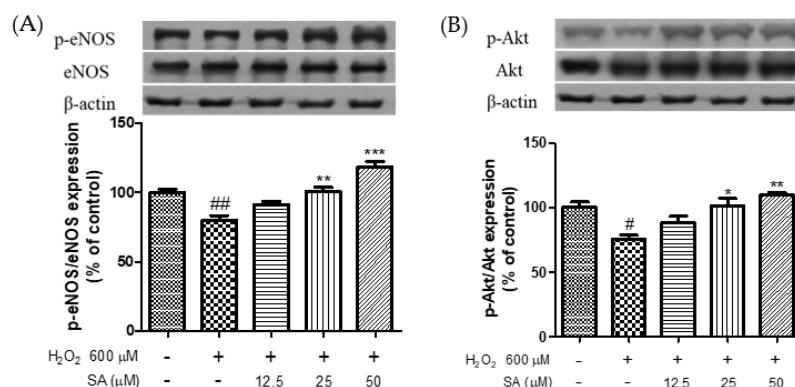 (A)
p-eNOS
eNOS
β-actin
p-eNOS/eNOS expression
(% of control)
150
100
50
0
##
**
***
H₂O₂ 600 μM - + + + +
SA (μM) - - 12.5 25 50
(B)
p-Akt
Akt
β-actin
p-Akt/Akt expression
(% of control)
150
100
50
0
#
*
**
H₂O₂ 600 μM - + + + +
SA (μM) - - 12.5 25 50